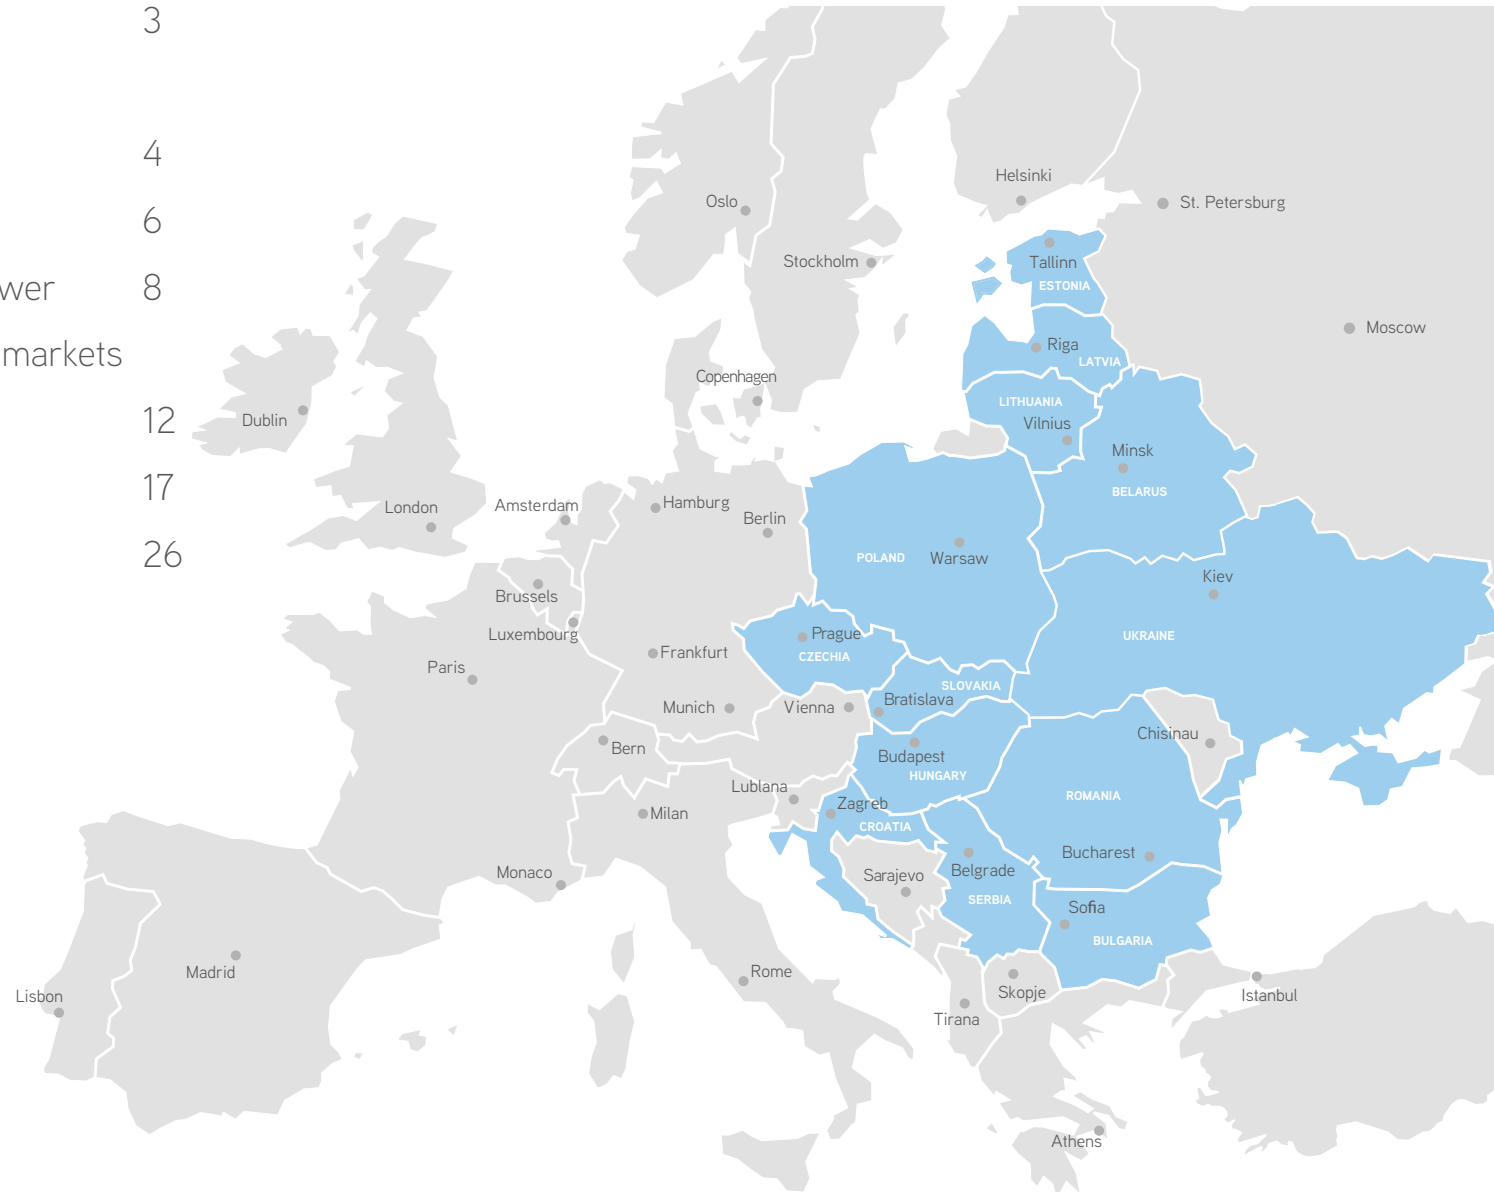 3
4
6
wer 8
markets
12
17
26
Helsinki
Oslo
St. Petersburg
Stockholm
Tallinn
ESTONIA
Moscow
Riga
LATVIA
Copenhagen
LITHUANIA
Dublin
Vilnius
Minsk
BELARUS
London
Amsterdam
Hamburg
Berlin
POLAND
Warsaw
Kiev
Brussels
Luxembourg
Prague
CZECHIA
UKRAINE
Frankfurt
Paris
SLOVAKIA
Bratislava
Munich
Vienna
Chisinau
Bern
Budapest
HUNGARY
Lublana
ROMANIA
Zagreb
Milan
CROATIA
Bucharest
Monaco
Sarajevo
Belgrade
SERBIA
Sofia
BULGARIA
Madrid
Rome
Lisbon
Skopje
Istanbul
Tirana
Athens